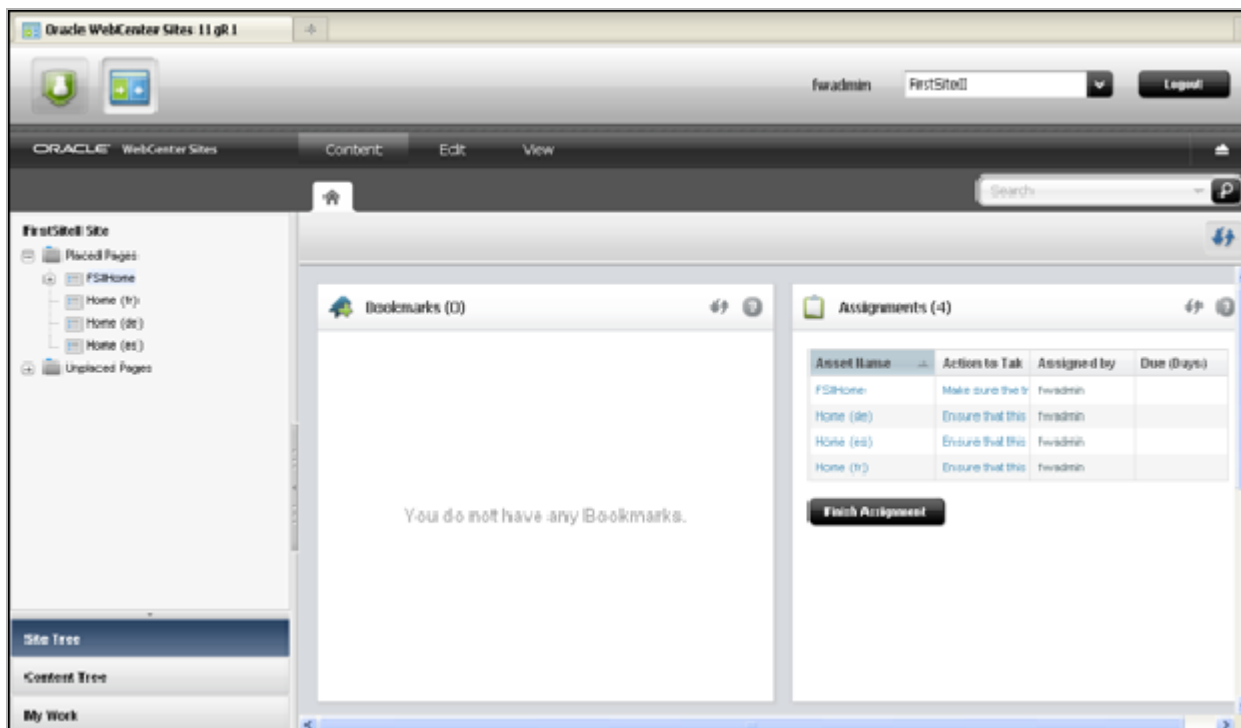 Oracle WebCenter Sites 11gR1
fwadmin
FirstSiteII
Logout
ORACLE WebCenter Sites
Content
Edit
View
Search
FirstSiteII Site
Placed Pages
FSIIHome
Home (fr)
Home (de)
Home (es)
Unplaced Pages
Bookmarks (0)
You do not have any Bookmarks.
Assignments (4)
Asset Name Action to Tak Assigned by Due (Days)
FSIIHome Make sure the tr fwadmin
Home (de) Ensure that this fwadmin
Home (es) Ensure that this fwadmin
Home (fr) Ensure that this fwadmin
Finish Assignment
Site Tree
Content Tree
My Work